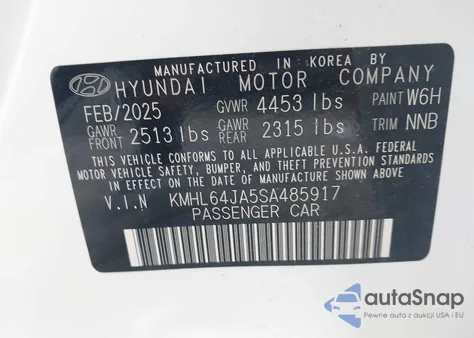 MANUFACTURED IN KOREA BY
HYUNDAI MOTOR COMPANY
FEB/2025 GVWR 4453 lbs PAINT W6H
GAWR FRONT 2513 lbs GAWR REAR 2315 lbs TRIM NNB
THIS VEHICLE CONFORMS TO ALL APPLICABLE U.S.A. FEDERAL
MOTOR VEHICLE SAFETY, BUMPER, AND THEFT PREVENTION STANDARDS
IN EFFECT ON THE DATE OF MANUFACTURE SHOWN ABOVE.
V.I.N KMHL64JA5SA485917
PASSENGER CAR
autoSnap
Pewne auta z aukcji USA i EU